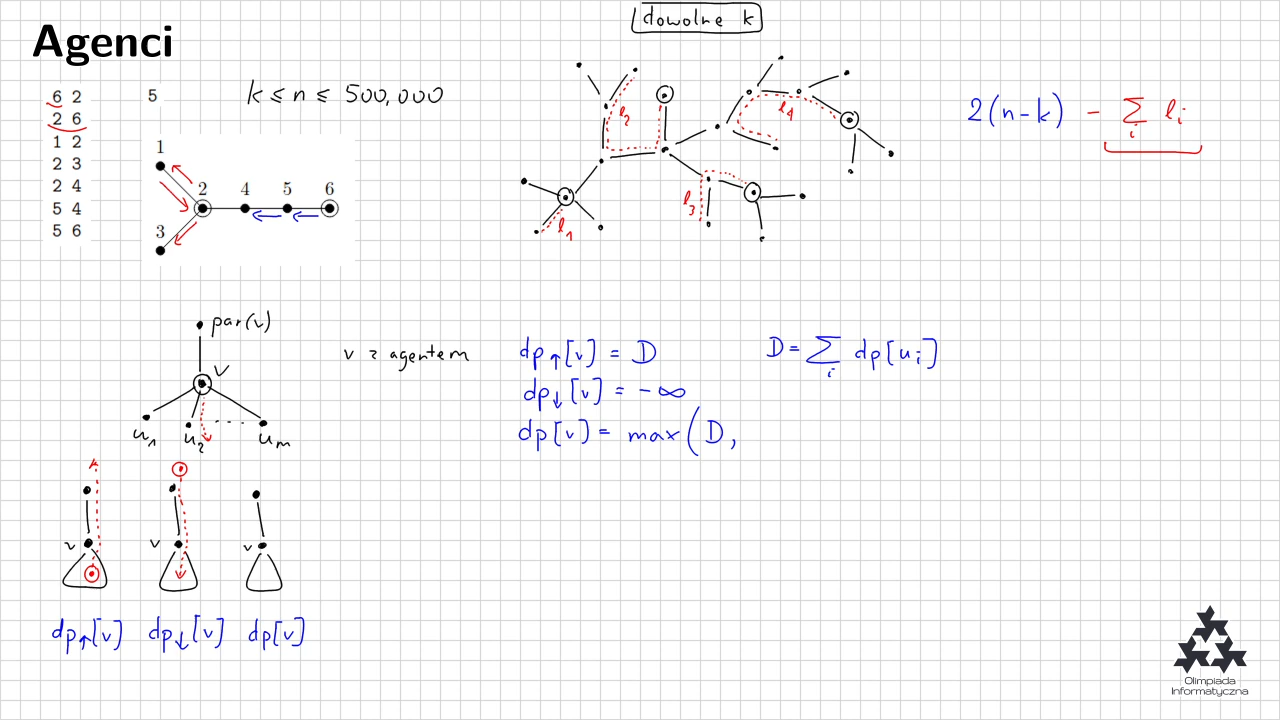 Agenci
dowolne k
6 2
2 6
1 2
2 3
2 4
5 4
5 6
5
k ≤ n ≤ 500,000
1
2 4 5 6
3
l₂
l₄
l₁
l₃
2(n-k) - ∑ᵢ lᵢ
par(v)
v
u₁ u₂ .... uₘ
v z agentem
dp↑[v] = D
D = ∑ᵢ dp[uᵢ]
dp↓[v] = -∞
dp[v] = max(D,
v v v
dp↑[v] dp↓[v] dp[v]
Olimpiada
Informatyczna